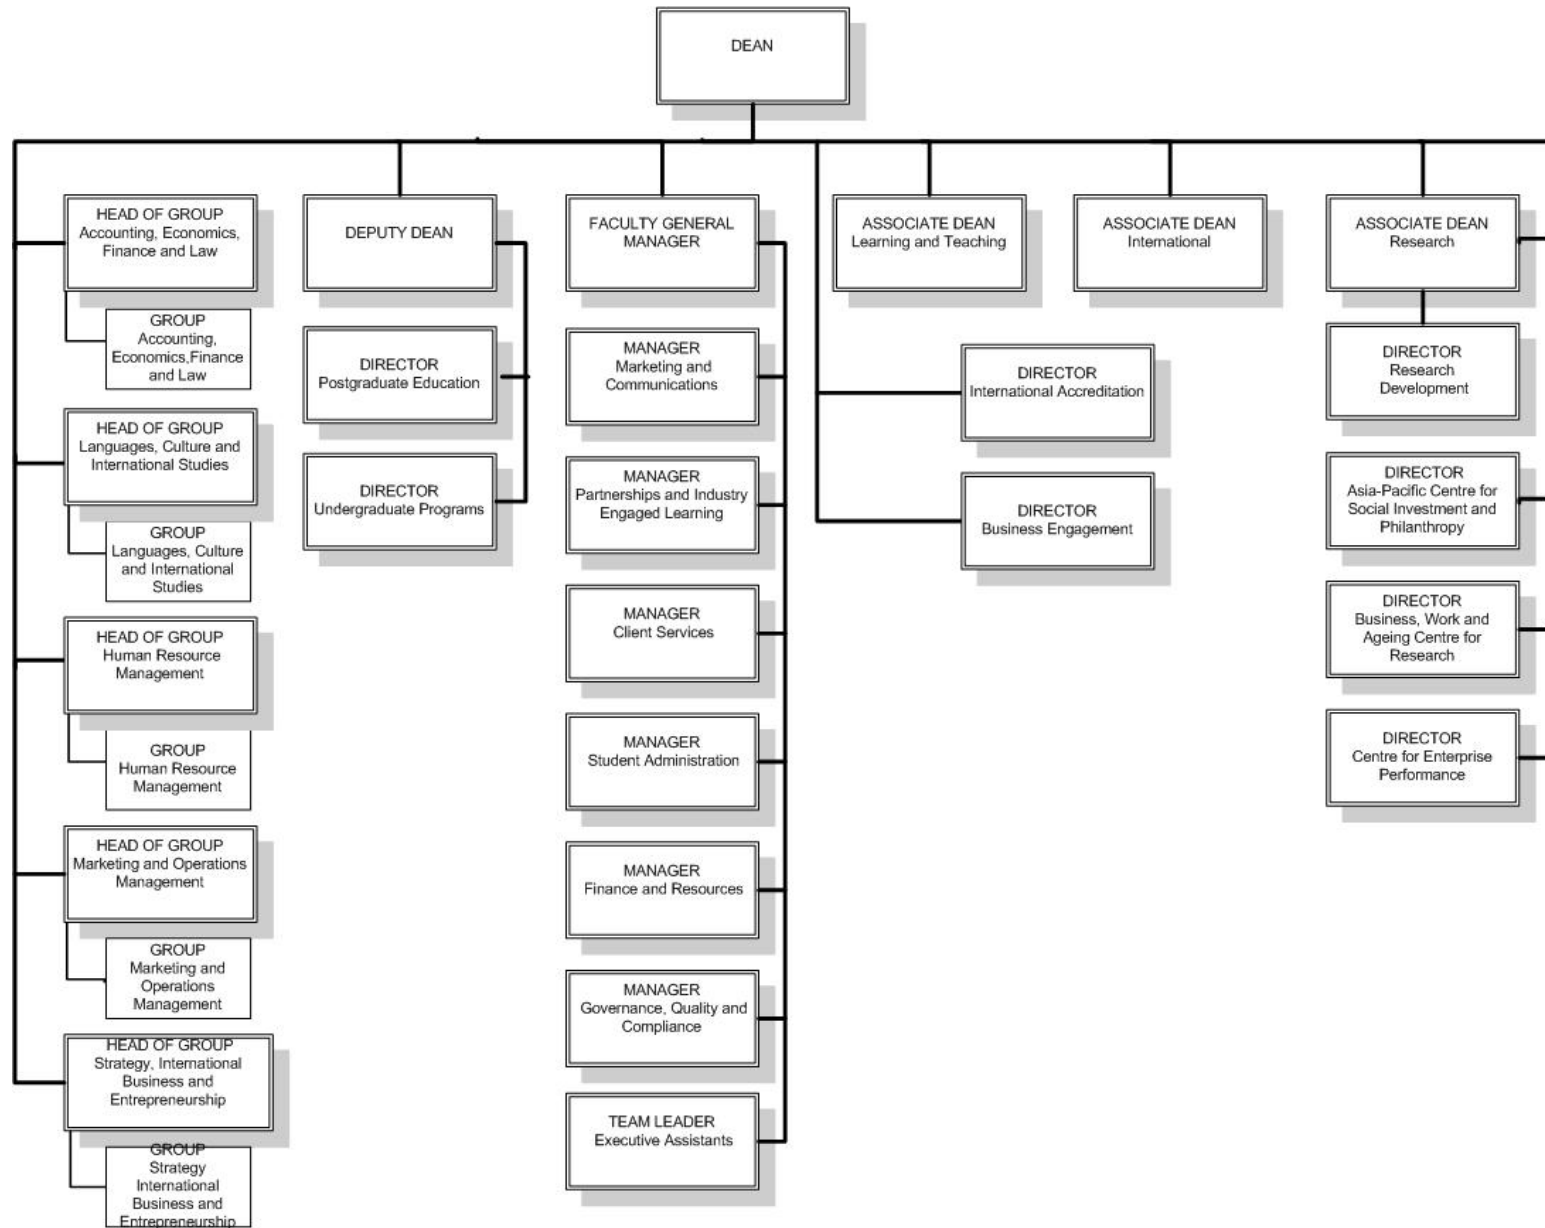 DEAN
HEAD OF GROUP
Accounting, Economics,
Finance and Law
GROUP
Accounting,
Economics,Finance
and Law
HEAD OF GROUP
Languages, Culture and
International Studies
GROUP
Languages, Culture
and International
Studies
HEAD OF GROUP
Human Resource
Management
GROUP
Human Resource
Management
HEAD OF GROUP
Marketing and Operations
Management
GROUP
Marketing and
Operations
Management
HEAD OF GROUP
Strategy, International
Business and
Entrepreneurship
GROUP
Strategy
International
Business and
Entrepreneurship
DEPUTY DEAN
DIRECTOR
Postgraduate Education
DIRECTOR
Undergraduate Programs
FACULTY GENERAL
MANAGER
MANAGER
Marketing and
Communications
MANAGER
Partnerships and Industry
Engaged Learning
MANAGER
Client Services
MANAGER
Student Administration
MANAGER
Finance and Resources
MANAGER
Governance, Quality and
Compliance
TEAM LEADER
Executive Assistants
ASSOCIATE DEAN
Learning and Teaching
ASSOCIATE DEAN
International
DIRECTOR
International Accreditation
DIRECTOR
Business Engagement
ASSOCIATE DEAN
Research
DIRECTOR
Research
Development
DIRECTOR
Asia-Pacific Centre for
Social Investment and
Philanthropy
DIRECTOR
Business, Work and
Ageing Centre for
Research
DIRECTOR
Centre for Enterprise
Performance